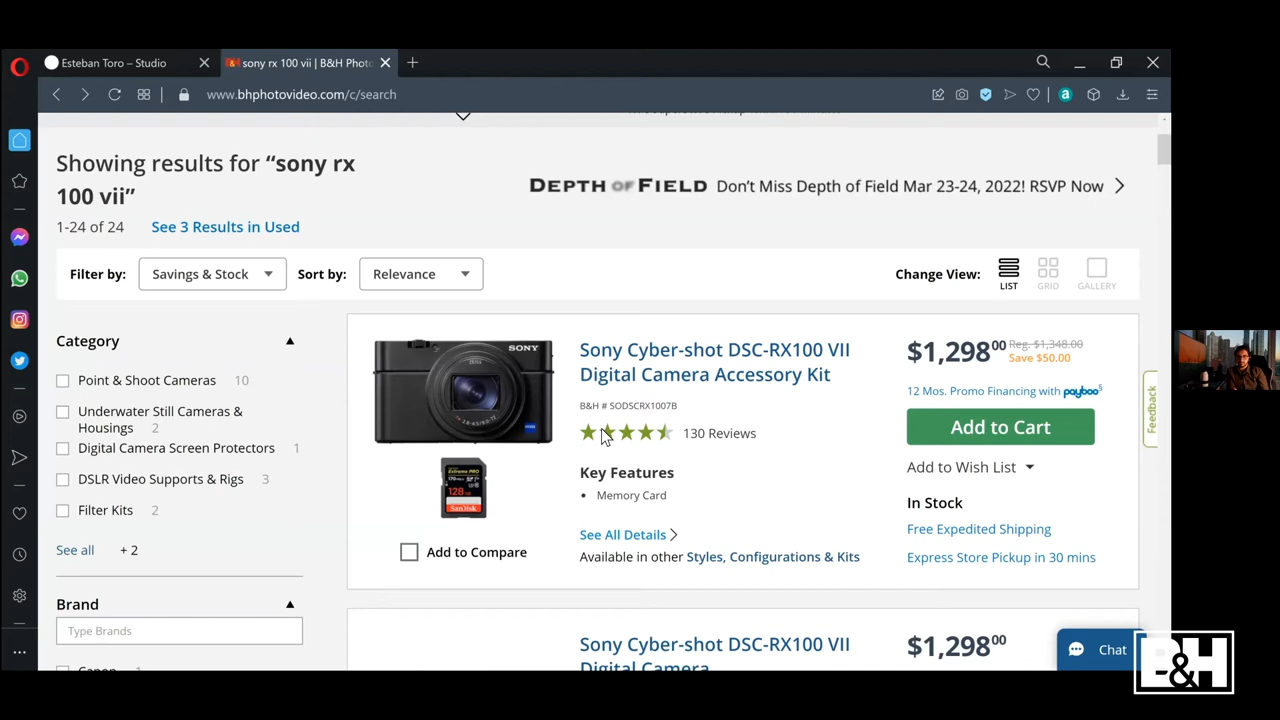 Esteban Toro – Studio
sony rx 100 vii | B&H Phot
www.bhphotovideo.com/c/search
Showing results for “sony rx
100 vii”
1-24 of 24
See 3 Results in Used
DEPTH OF FIELD Don't Miss Depth of Field Mar 23-24, 2022! RSVP Now
Filter by:
Savings & Stock
Sort by:
Relevance
Change View:
LIST
GRID
GALLERY
Category
Point & Shoot Cameras 10
Underwater Still Cameras &
Housings 2
Digital Camera Screen Protectors 1
DSLR Video Supports & Rigs 3
Filter Kits 2
See all + 2
Brand
Type Brands
SONY
Extreme PRO
128
SanDisk
Add to Compare
Sony Cyber-shot DSC-RX100 VII
Digital Camera Accessory Kit
B&H # SODSCRX1007B
130 Reviews
Key Features
• Memory Card
See All Details
Available in other Styles, Configurations & Kits
$1,298.00
Reg. $1,348.00
Save $50.00
12 Mos. Promo Financing with payboo§
Add to Cart
Add to Wish List
In Stock
Free Expedited Shipping
Express Store Pickup in 30 mins
Feedback
Sony Cyber-shot DSC-RX100 VII
Digital Camera
$1,298.00
Chat
B&H